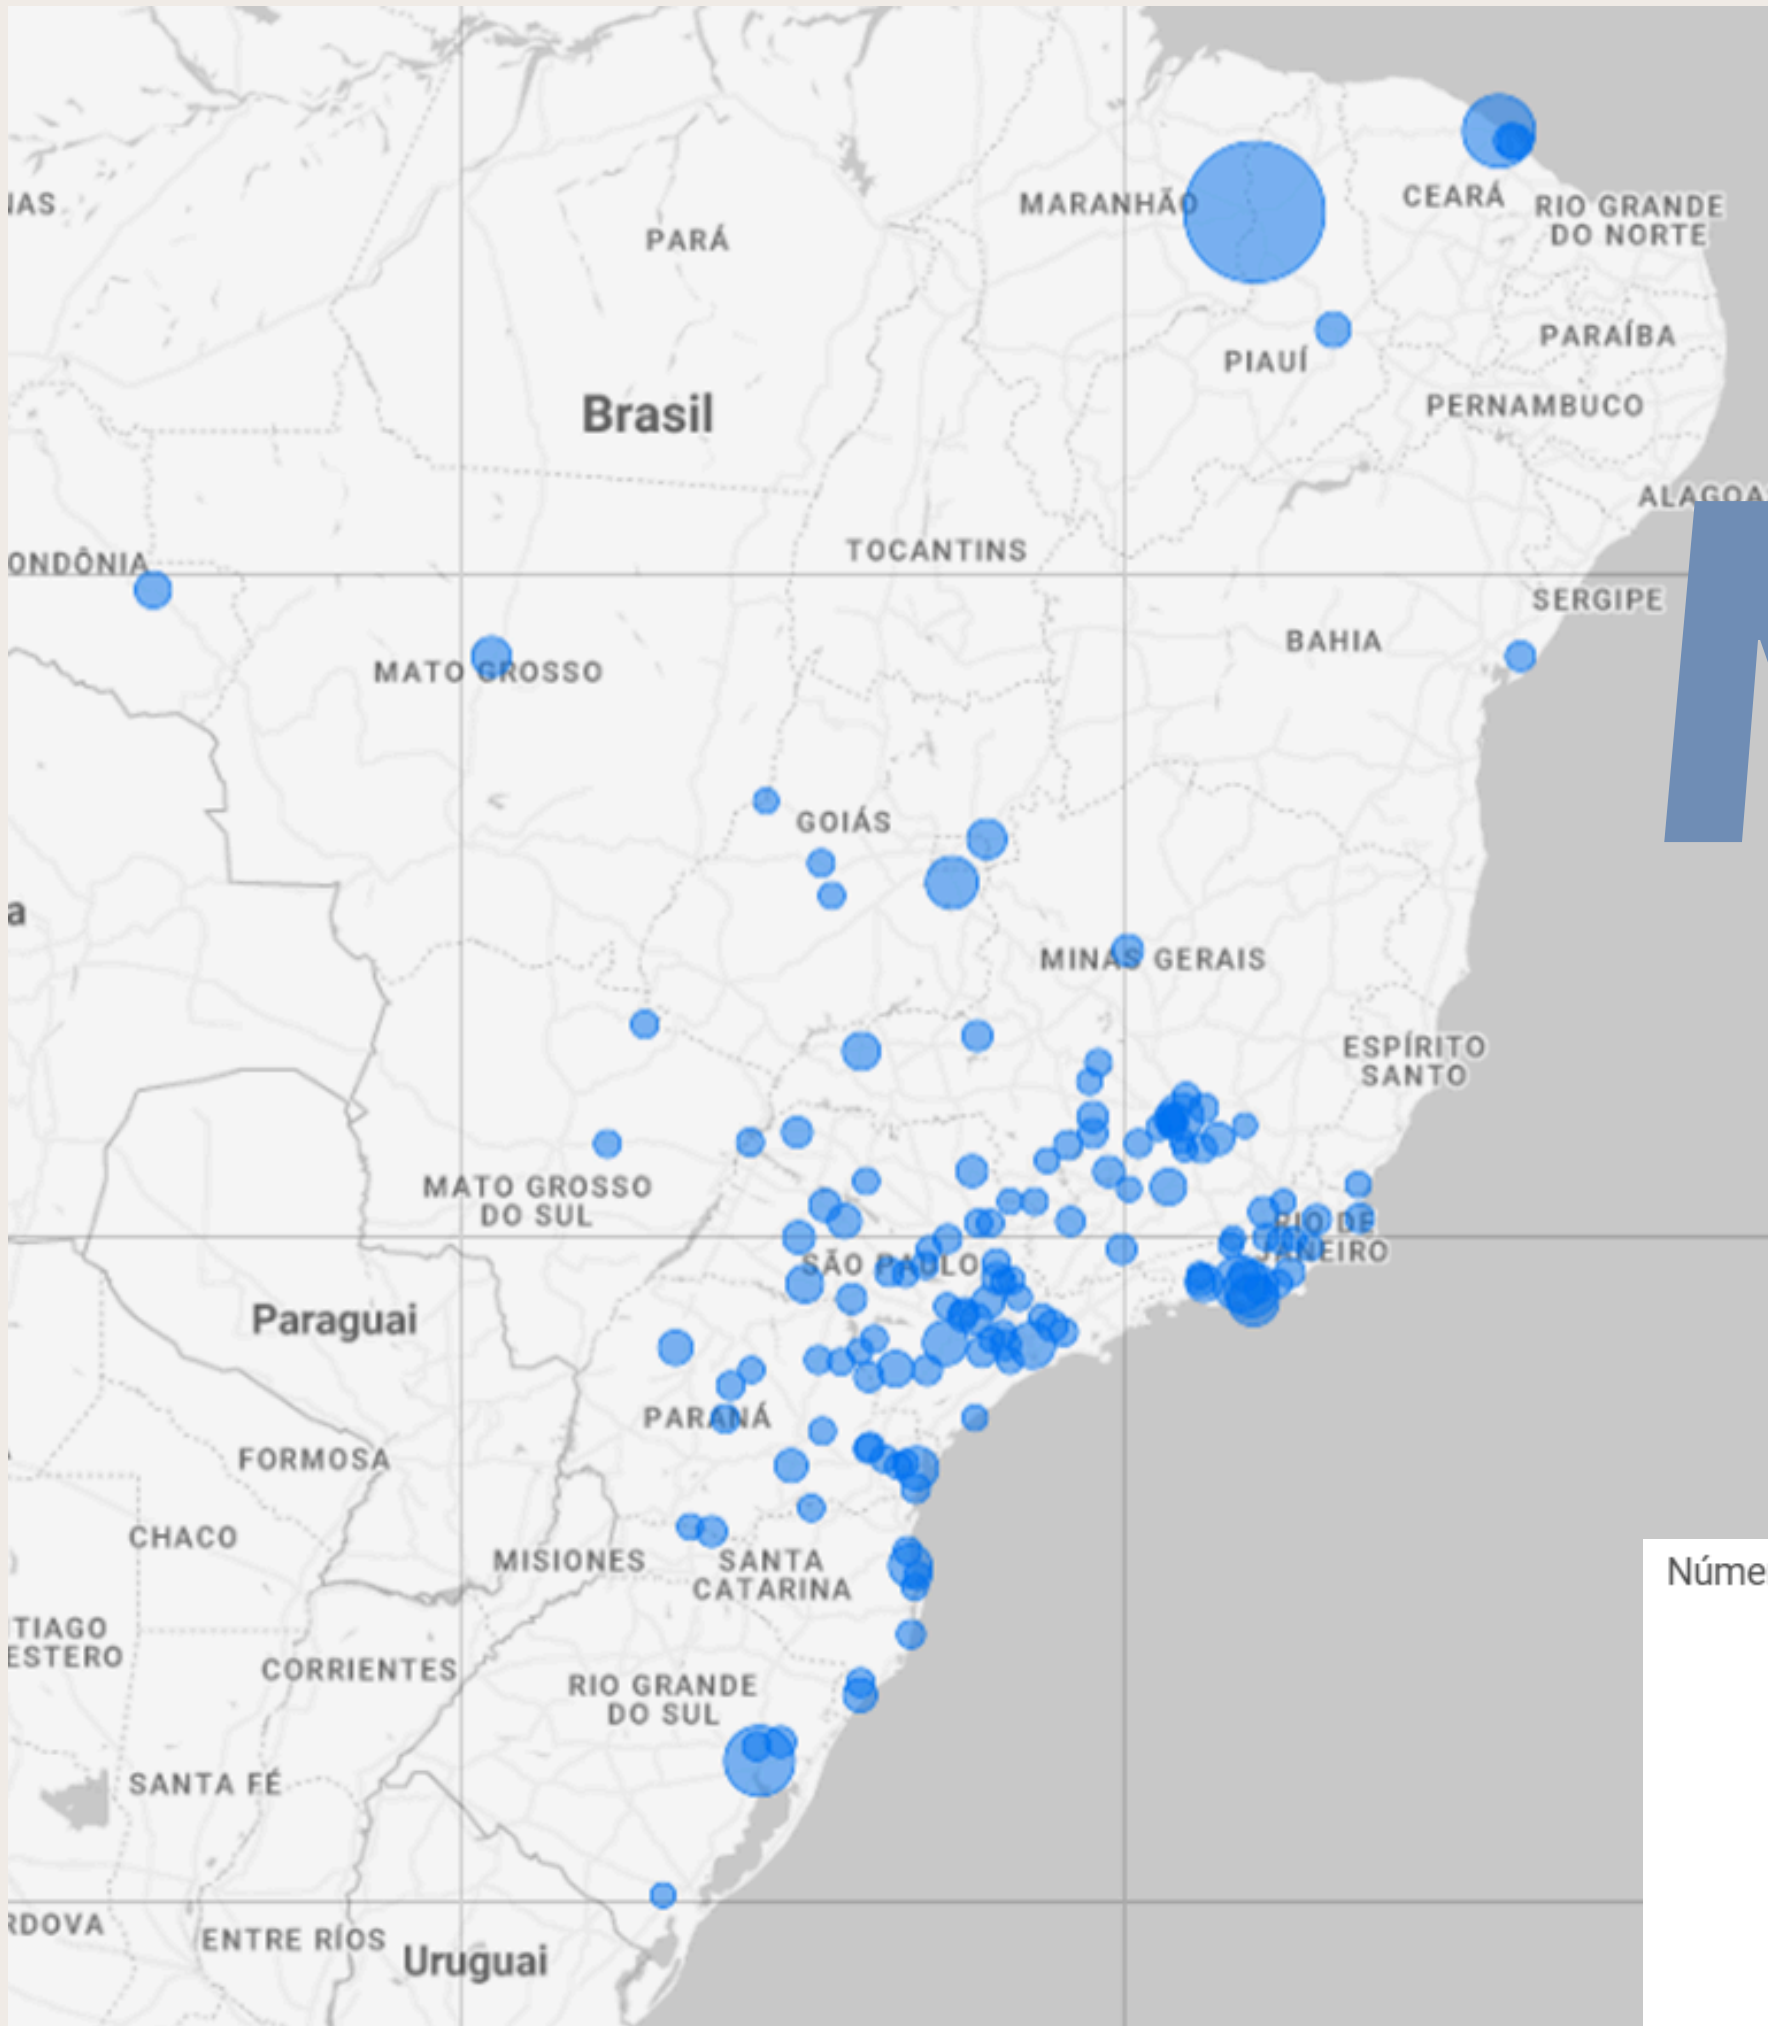 MARANHÃO
CEARÁ
RIO GRANDE
DO NORTE
PARÁ
PARAÍBA
PIAUÍ
Brasil
PERNAMBUCO
TOCANTINS
SERGIPE
BAHIA
MATO GROSSO
GOIÁS
MINAS GERAIS
ESPÍRITO
SANTO
MATO GROSSO
DO SUL
RIO DE
JANEIRO
SÃO PAULO
Paraguai
PARANÁ
FORMOSA
CHACO
MISIONES
SANTA
CATARINA
Núme
TIAGO
ESTERO
CORRIENTES
RIO GRANDE
DO SUL
SANTA FÉ
RDOVA
ENTRE RÍOS
Uruguai
ONDÔNIA
ALAGOA